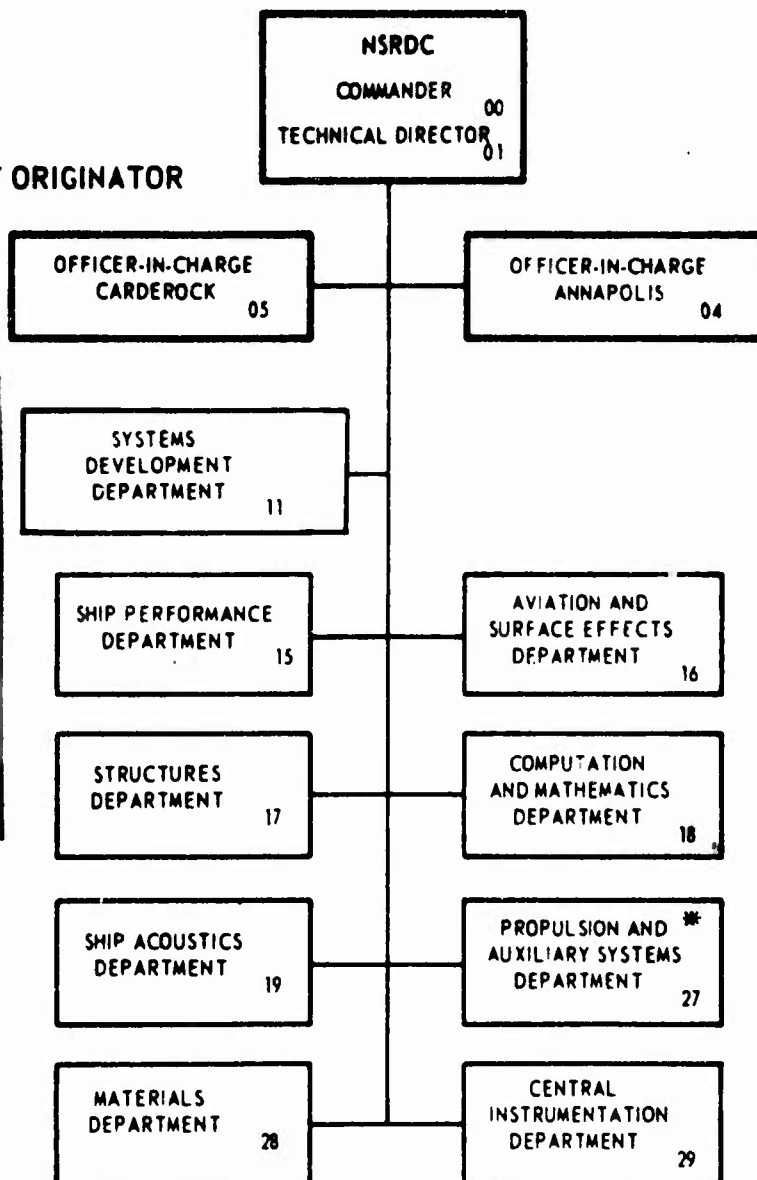 NSRDC
COMMANDER
00
TECHNICAL DIRECTOR
01
ORIGINATOR
OFFICER-IN-CHARGE
CARDEROCK
05
OFFICER-IN-CHARGE
ANNAPOLIS
04
SYSTEMS
DEVELOPMENT
DEPARTMENT
11
SHIP PERFORMANCE
DEPARTMENT
15
AVIATION AND
SURFACE EFFECTS
DEPARTMENT
16
STRUCTURES
DEPARTMENT
17
COMPUTATION
AND MATHEMATICS
DEPARTMENT
18
SHIP ACOUSTICS
DEPARTMENT
19
PROPULSION AND *
AUXILIARY SYSTEMS
DEPARTMENT
27
MATERIALS
DEPARTMENT
28
CENTRAL
INSTRUMENTATION
DEPARTMENT
29